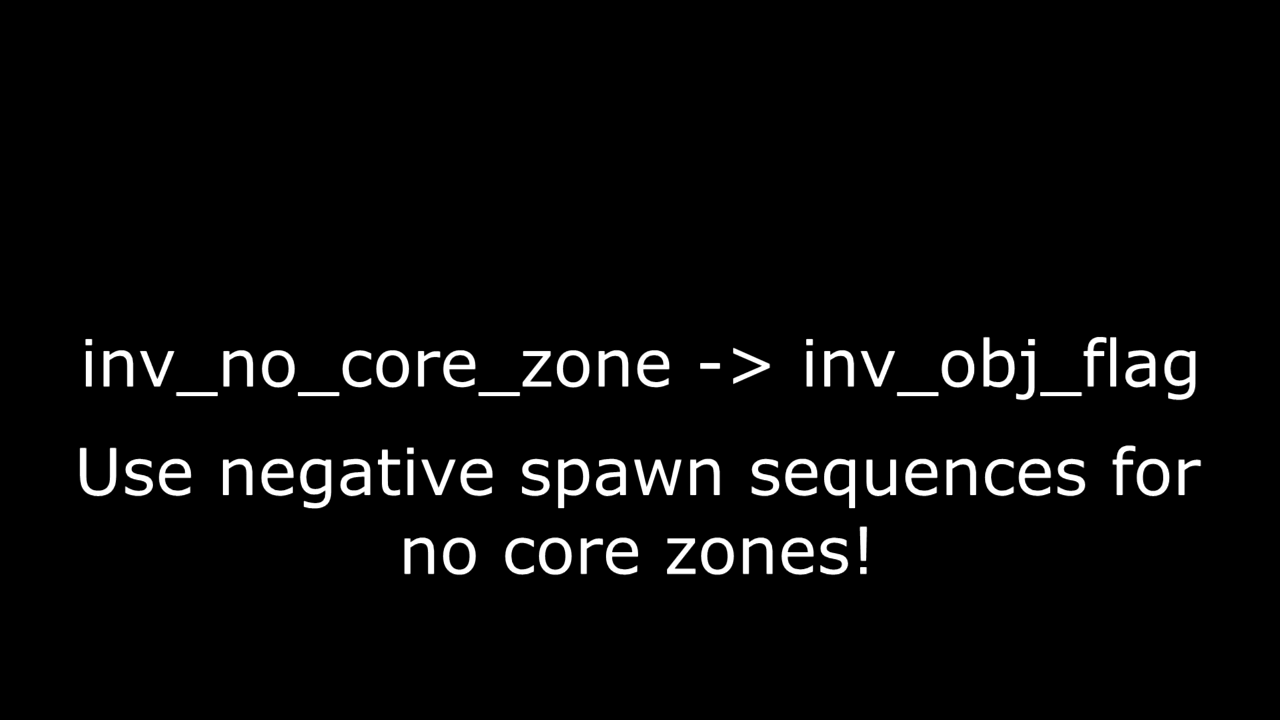 inv_no_core_zone -> inv_obj_flag
Use negative spawn sequences for
no core zones!